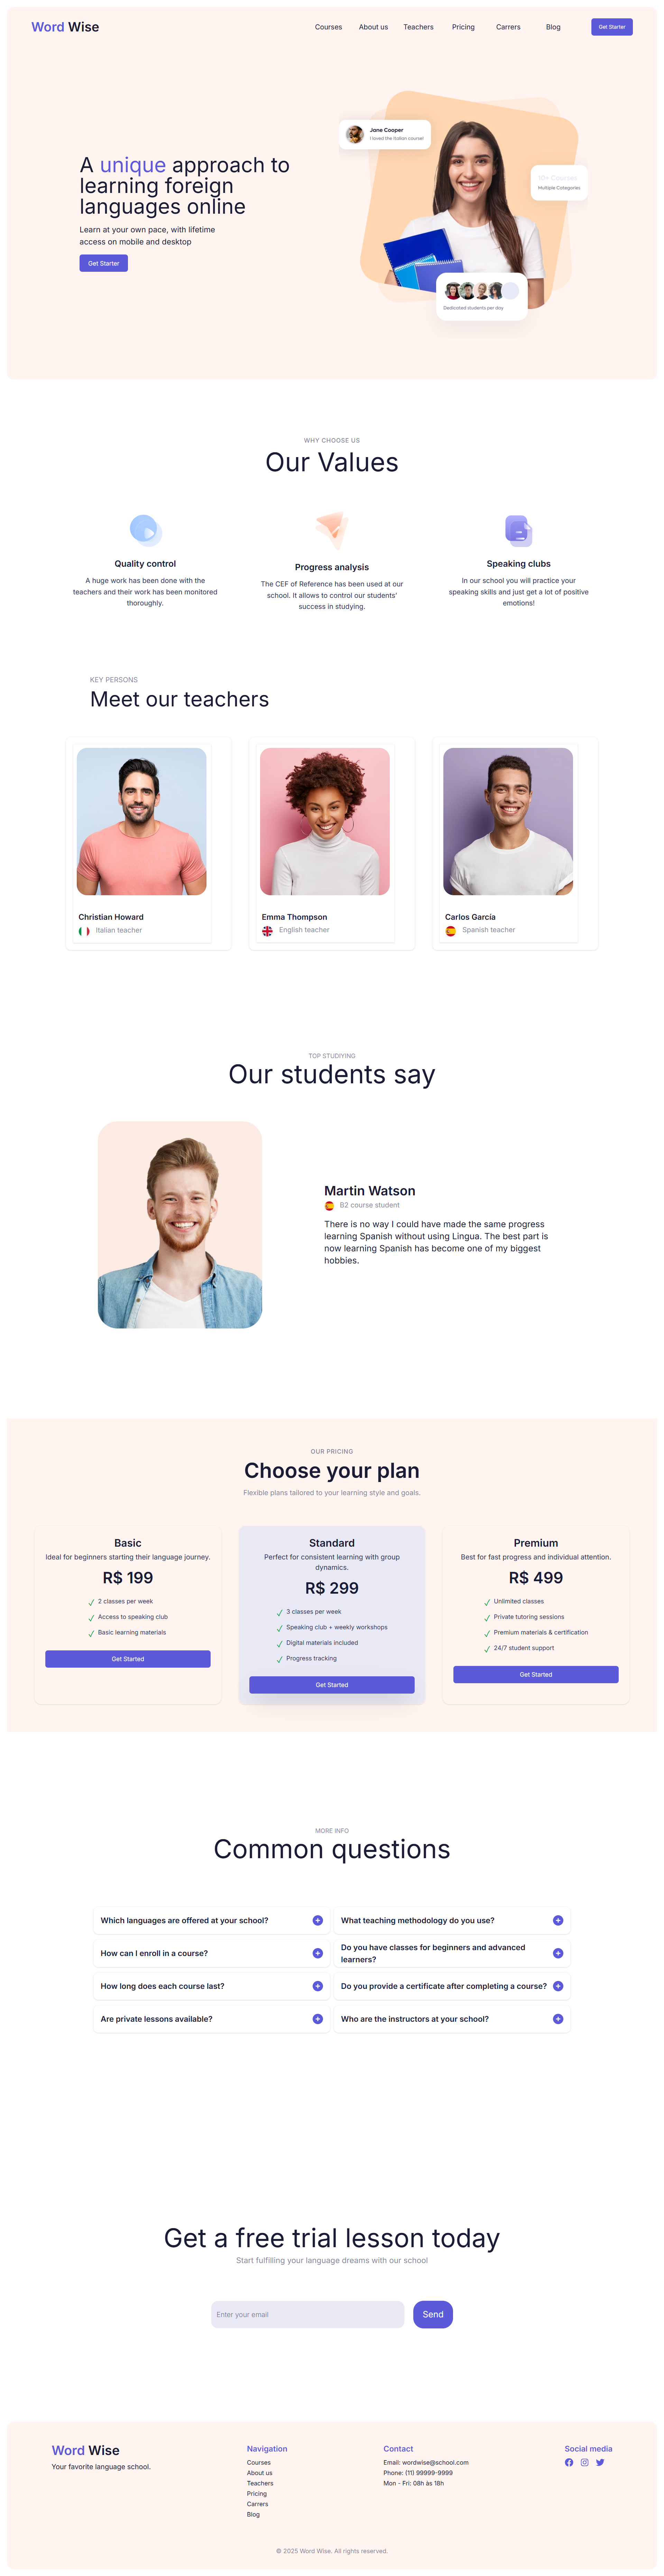 Word Wise
Courses
About us
Teachers
Pricing
Carrers
Blog
Get Starter
A unique approach to
learning foreign
languages online
Learn at your own pace, with lifetime
access on mobile and desktop
Get Starter
Jane Cooper
I loved the Italian course!
10+ Courses
Multiple Categories
Dedicated students per day
WHY CHOOSE US
Our Values
Quality control
A huge work has been done with the
teachers and their work has been monitored
thoroughly.
Progress analysis
The CEF of Reference has been used at our
school. It allows to control our students'
success in studying.
Speaking clubs
In our school you will practice your
speaking skills and just get a lot of positive
emotions!
KEY PERSONS
Meet our teachers
Christian Howard
Italian teacher
Emma Thompson
English teacher
Carlos García
Spanish teacher
TOP STUDIYING
Our students say
Martin Watson
B2 course student
There is no way I could have made the same progress
learning Spanish without using Lingua. The best part is
now learning Spanish has become one of my biggest
hobbies.
OUR PRICING
Choose your plan
Flexible plans tailored to your learning style and goals.
Basic
Ideal for beginners starting their language journey.
R$ 199
2 classes per week
Access to speaking club
Basic learning materials
Get Started
Standard
Perfect for consistent learning with group
dynamics.
R$ 299
3 classes per week
Speaking club + weekly workshops
Digital materials included
Progress tracking
Get Started
Premium
Best for fast progress and individual attention.
R$ 499
Unlimited classes
Private tutoring sessions
Premium materials & certification
24/7 student support
Get Started
MORE INFO
Common questions
Which languages are offered at your school?
What teaching methodology do you use?
How can I enroll in a course?
Do you have classes for beginners and advanced
learners?
How long does each course last?
Do you provide a certificate after completing a course?
Are private lessons available?
Who are the instructors at your school?
Get a free trial lesson today
Start fulfilling your language dreams with our school
Enter your email
Send
Word Wise
Your favorite language school.
Navigation
Courses
About us
Teachers
Pricing
Carrers
Blog
Contact
Email: wordwise@school.com
Phone: (11) 99999-9999
Mon - Fri: 08h às 18h
Social media
© 2025 Word Wise. All rights reserved.